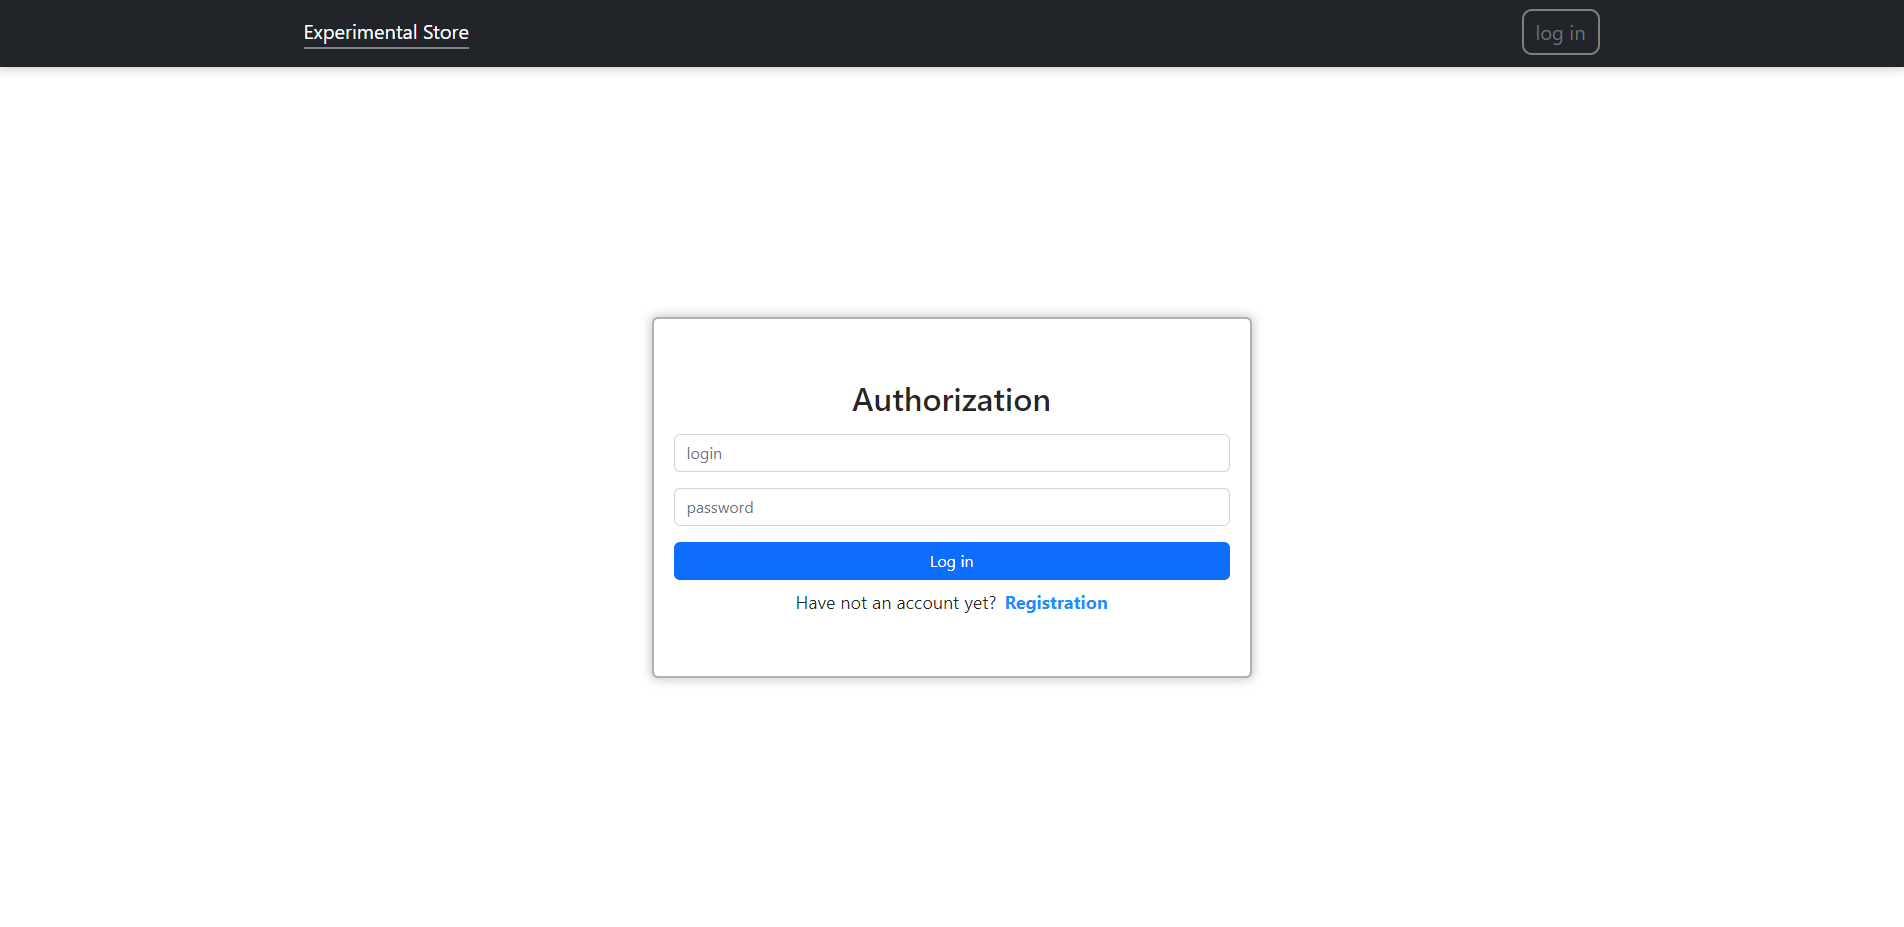 Experimental Store
log in
Authorization
login
password
Log in
Have not an account yet? Registration